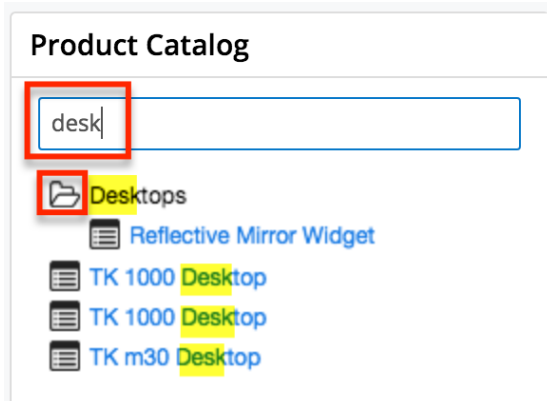 Product Catalog
desk
Desktops
Reflective Mirror Widget
TK 1000 Desktop
TK 1000 Desktop
TK m30 Desktop